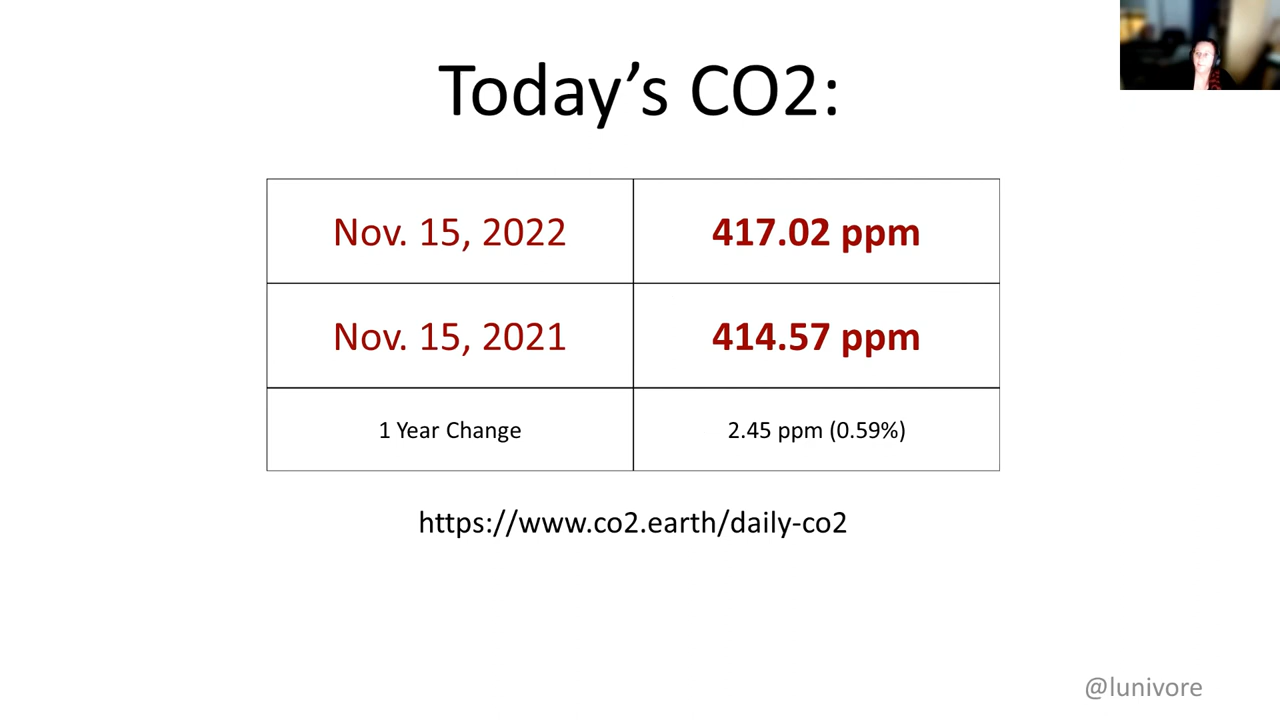 Today’s CO2:
Nov. 15, 2022 417.02 ppm
Nov. 15, 2021 414.57 ppm
1 Year Change 2.45 ppm (0.59%)
https://www.co2.earth/daily-co2
@lunivore